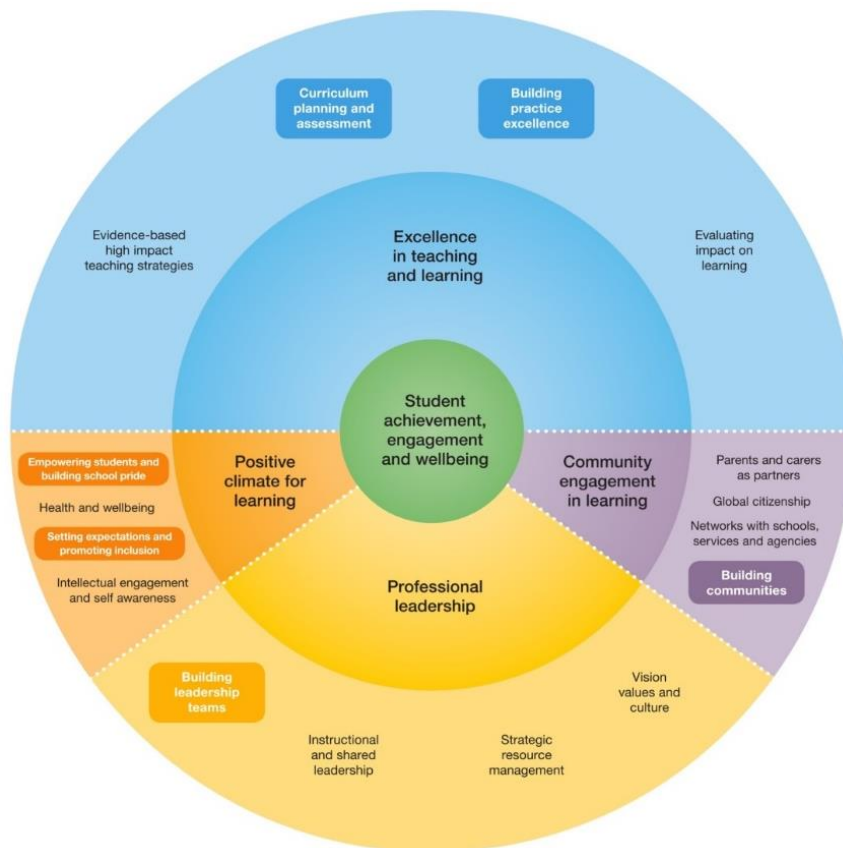 Curriculum
planning and
assessment
Building
practice
excellence
Evidence-based
high impact
teaching strategies
Excellence
in teaching
and learning
Evaluating
impact on
learning
Student
achievement,
engagement
and wellbeing
Empowering students and
building school pride
Health and wellbeing
Setting expectations and
promoting inclusion
Intellectual engagement
and self awareness
Positive
climate for
learning
Community
engagement
in learning
Parents and carers
as partners
Global citizenship
Networks with schools,
services and agencies
Building
communities
Professional
leadership
Building
leadership
teams
Instructional
and shared
leadership
Strategic
resource
management
Vision
values and
culture